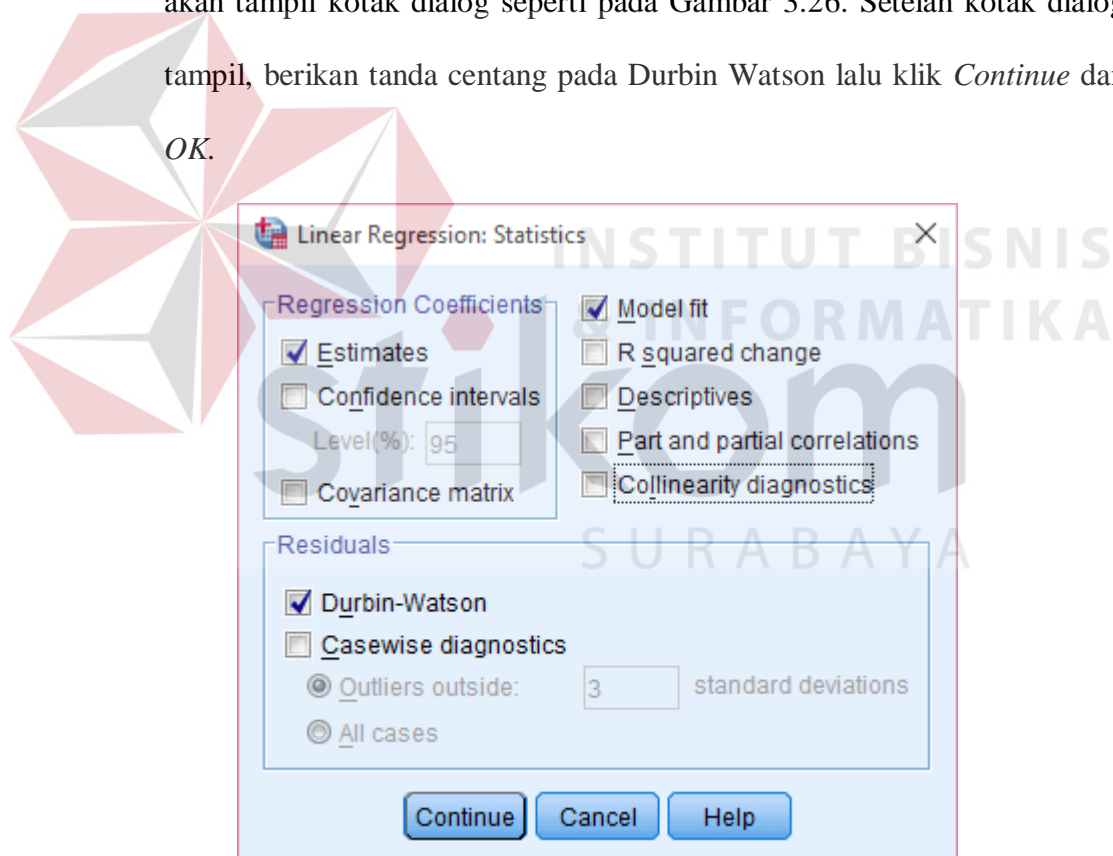 akan tampil kotak dialog seperti pada Gambar 3.26. Setelah kotak dialog
tampil, berikan tanda centang pada Durbin Watson lalu klik Continue dan
OK.
Linear Regression: Statistics
INSTITUT BISNIS
& INFORMATIKA
stikom
SURABAYA
Regression Coefficients
Estimates
Confidence intervals
Level(%): 95
Covariance matrix
Model fit
R squared change
Descriptives
Part and partial correlations
Collinearity diagnostics
Residuals
Durbin-Watson
Casewise diagnostics
Outliers outside: 3 standard deviations
All cases
Continue Cancel Help